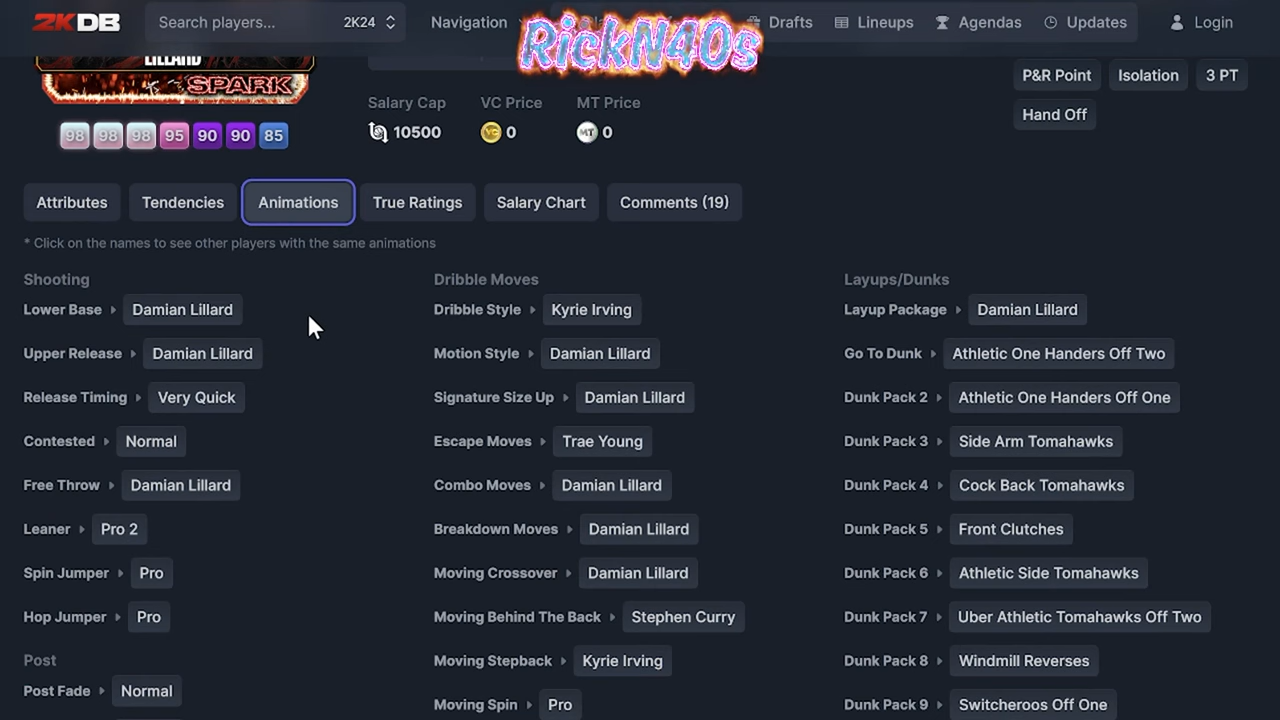 2KDB
Search players...
2K24
Navigation
Drafts
Lineups
Agendas
Updates
Login
RickN40s
LILLARD
SPARK
98 98 98 95 90 90 85
Salary Cap
10500
VC Price
VC 0
MT Price
MT 0
P&R Point
Isolation
3 PT
Hand Off
Attributes
Tendencies
Animations
True Ratings
Salary Chart
Comments (19)
* Click on the names to see other players with the same animations
Shooting
Lower Base Damian Lillard
Upper Release Damian Lillard
Release Timing Very Quick
Contested Normal
Free Throw Damian Lillard
Leaner Pro 2
Spin Jumper Pro
Hop Jumper Pro
Post
Post Fade Normal
Dribble Moves
Dribble Style Kyrie Irving
Motion Style Damian Lillard
Signature Size Up Damian Lillard
Escape Moves Trae Young
Combo Moves Damian Lillard
Breakdown Moves Damian Lillard
Moving Crossover Damian Lillard
Moving Behind The Back Stephen Curry
Moving Stepback Kyrie Irving
Moving Spin Pro
Layups/Dunks
Layup Package Damian Lillard
Go To Dunk Athletic One Handers Off Two
Dunk Pack 2 Athletic One Handers Off One
Dunk Pack 3 Side Arm Tomahawks
Dunk Pack 4 Cock Back Tomahawks
Dunk Pack 5 Front Clutches
Dunk Pack 6 Athletic Side Tomahawks
Dunk Pack 7 Uber Athletic Tomahawks Off Two
Dunk Pack 8 Windmill Reverses
Dunk Pack 9 Switcheroos Off One